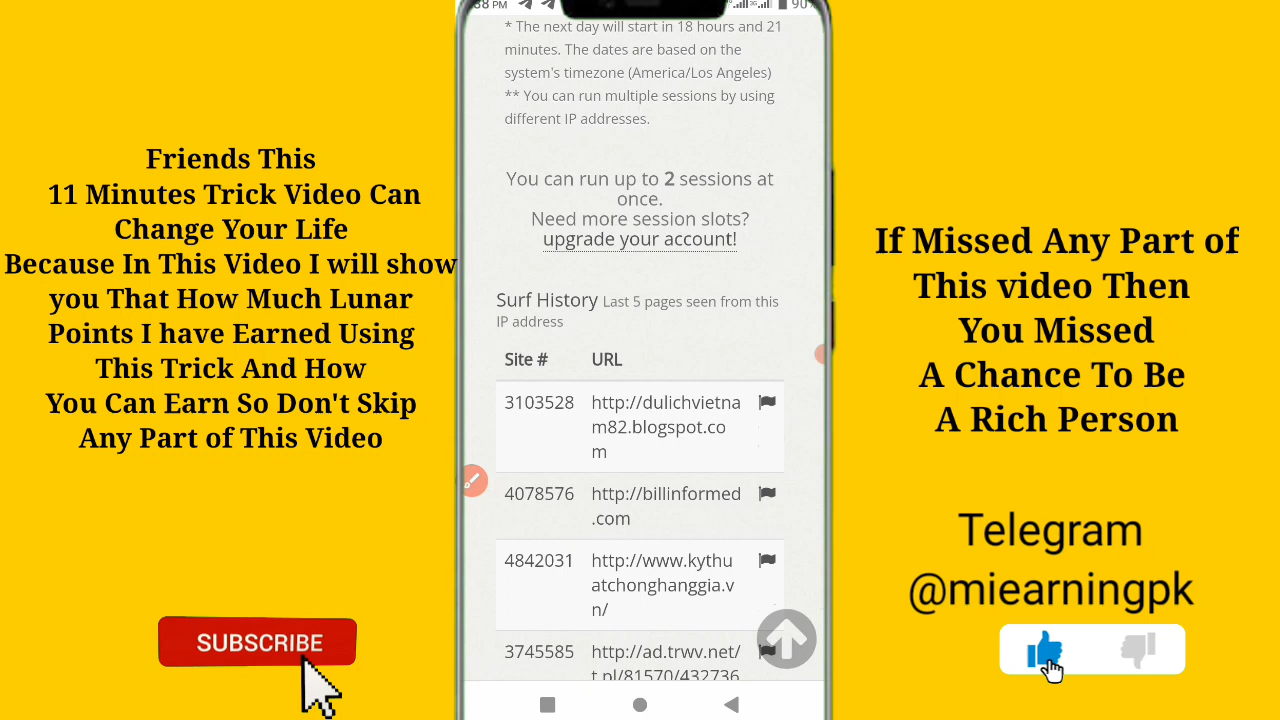 Friends This
11 Minutes Trick Video Can
Change Your Life
Because In This Video I will show
you That How Much Lunar
Points I have Earned Using
This Trick And How
You Can Earn So Don't Skip
Any Part of This Video
SUBSCRIBE
PM
90%
* The next day will start in 18 hours and 21
minutes. The dates are based on the
system's timezone (America/Los Angeles)
** You can run multiple sessions by using
different IP addresses.
You can run up to 2 sessions at
once.
Need more session slots?
upgrade your account!
Surf History Last 5 pages seen from this
IP address
Site # URL
3103528 http://dulichvietna
m82.blogspot.co
m
4078576 http://billinformed
.com
4842031 http://www.kythu
atchonghanggia.v
n/
3745585 http://ad.trwv.net/
t.pl/81570/432736
If Missed Any Part of
This video Then
You Missed
A Chance To Be
A Rich Person
Telegram
@miearningpk